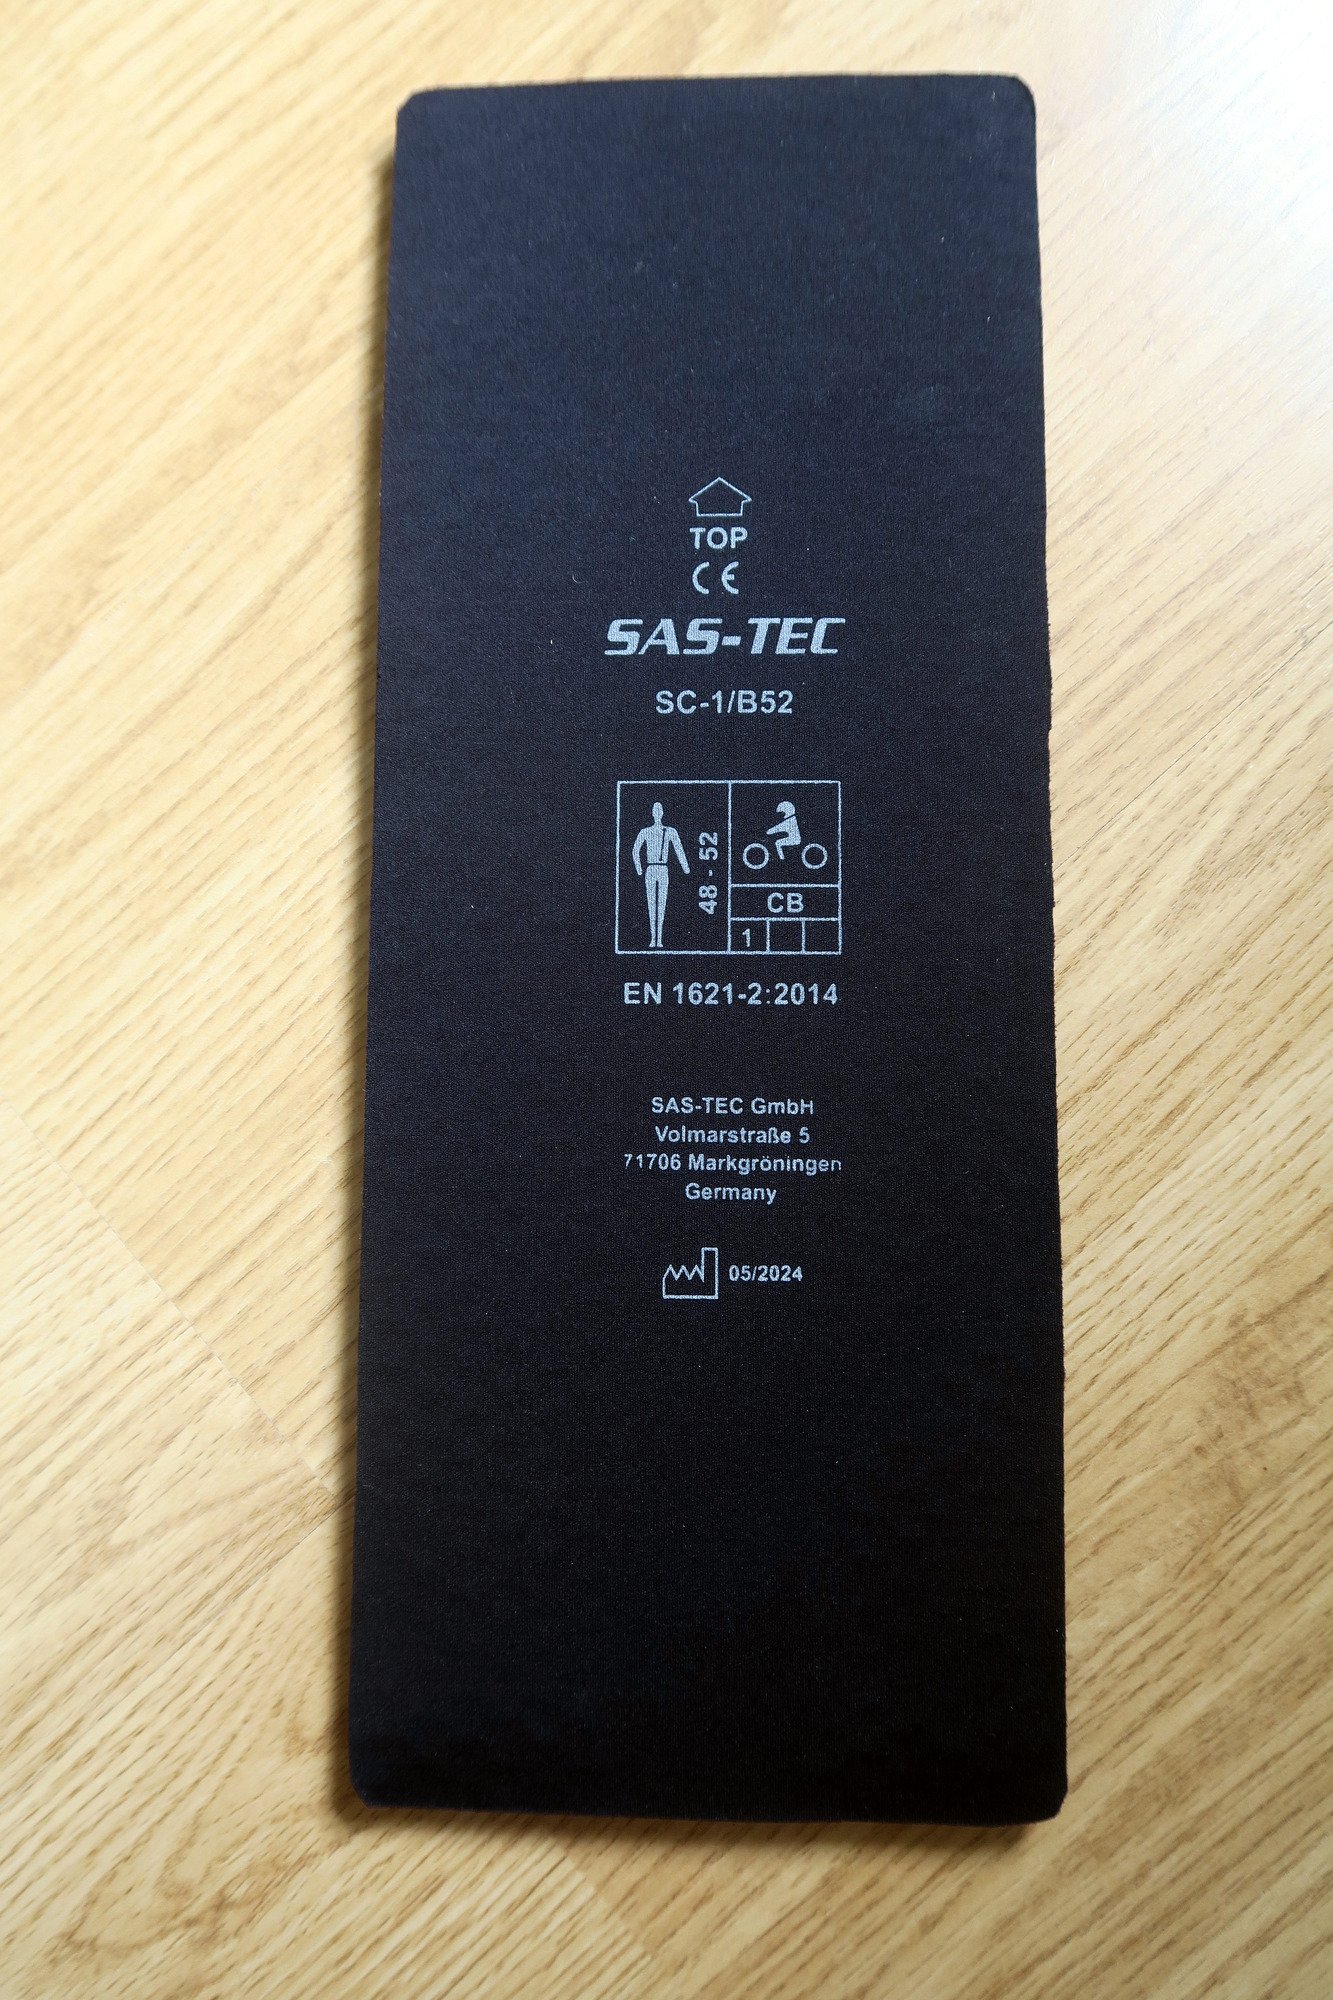 TOP
CE
SAS-TEC
SC-1/B52
48 - 52
CB
1
EN 1621-2:2014
SAS-TEC GmbH
Volmarstraße 5
71706 Markgröningen
Germany
05/2024